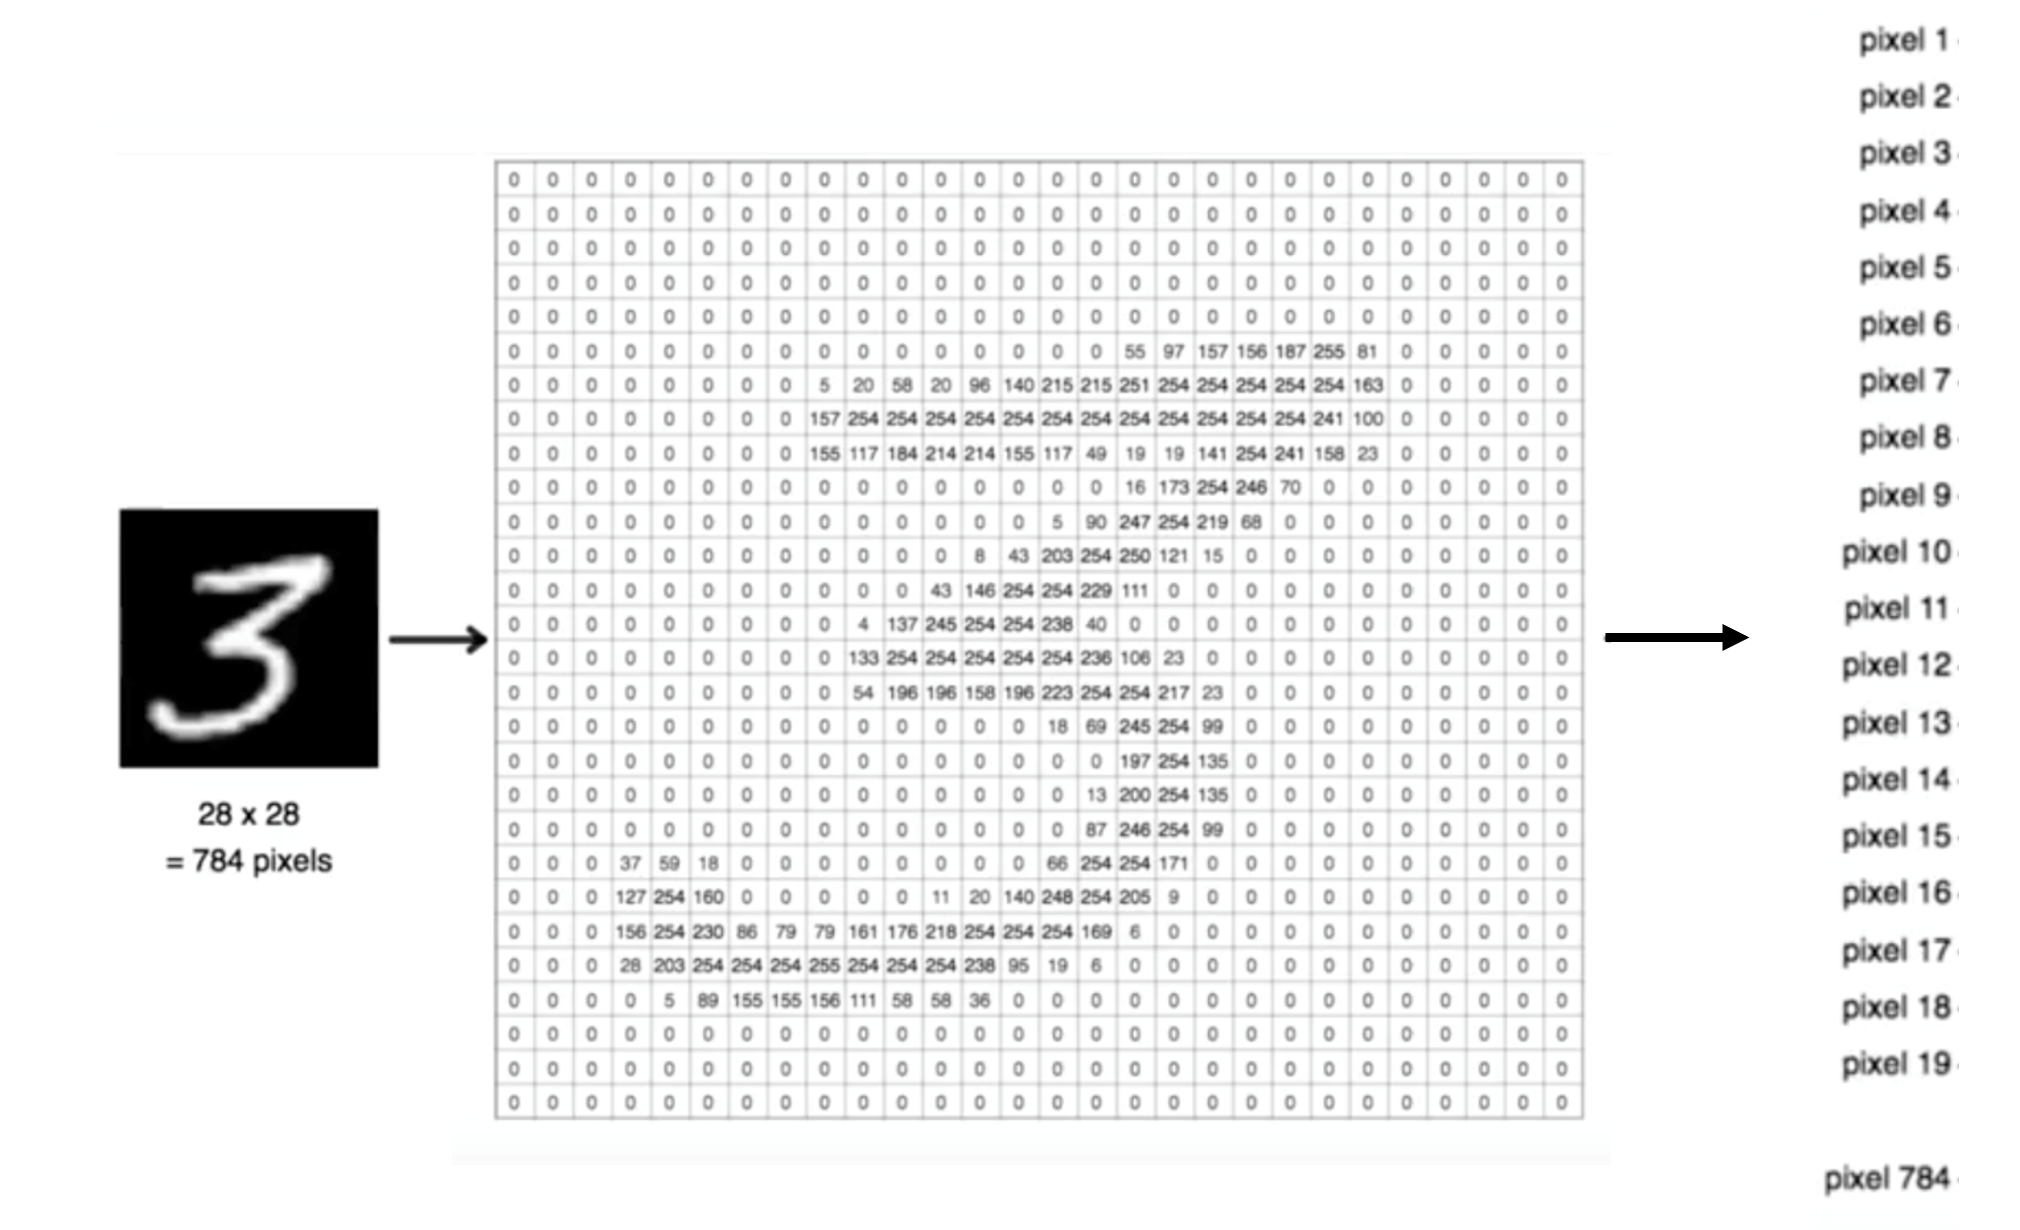 3
28 x 28
= 784 pixels
0 0 0 0 0 0 0 0 0 0 0 0 0 0 0 0 0 0 0 0 0 0 0 0 0 0 0 0
0 0 0 0 0 0 0 0 0 0 0 0 0 0 0 0 0 0 0 0 0 0 0 0 0 0 0 0
0 0 0 0 0 0 0 0 0 0 0 0 0 0 0 0 0 0 0 0 0 0 0 0 0 0 0 0
0 0 0 0 0 0 0 0 0 0 0 0 0 0 0 0 0 0 0 0 0 0 0 0 0 0 0 0
0 0 0 0 0 0 0 0 0 0 0 0 0 0 0 0 0 0 0 0 0 0 0 0 0 0 0 0
0 0 0 0 0 0 0 0 0 0 0 0 0 0 0 0 55 97 157 156 187 255 81 0 0 0 0 0
0 0 0 0 0 0 0 0 5 20 58 20 96 140 215 215 251 254 254 254 254 254 163 0 0 0 0 0
0 0 0 0 0 0 0 0 157 254 254 254 254 254 254 254 254 254 254 254 254 241 100 0 0 0 0 0
0 0 0 0 0 0 0 0 155 117 184 214 214 155 117 49 19 19 141 254 241 158 23 0 0 0 0 0
0 0 0 0 0 0 0 0 0 0 0 0 0 0 0 0 16 173 254 246 70 0 0 0 0 0 0 0
0 0 0 0 0 0 0 0 0 0 0 0 0 0 5 90 247 254 219 68 0 0 0 0 0 0 0 0
0 0 0 0 0 0 0 0 0 0 0 0 8 43 203 254 250 121 15 0 0 0 0 0 0 0 0 0
0 0 0 0 0 0 0 0 0 0 0 43 146 254 254 229 111 0 0 0 0 0 0 0 0 0 0 0
0 0 0 0 0 0 0 0 0 4 137 245 254 254 238 40 0 0 0 0 0 0 0 0 0 0 0 0
0 0 0 0 0 0 0 0 0 133 254 254 254 254 254 236 106 23 0 0 0 0 0 0 0 0 0 0
0 0 0 0 0 0 0 0 0 54 196 196 158 196 223 254 254 217 23 0 0 0 0 0 0 0 0 0
0 0 0 0 0 0 0 0 0 0 0 0 0 0 18 69 245 254 99 0 0 0 0 0 0 0 0 0
0 0 0 0 0 0 0 0 0 0 0 0 0 0 0 0 197 254 135 0 0 0 0 0 0 0 0 0
0 0 0 0 0 0 0 0 0 0 0 0 0 0 0 13 200 254 135 0 0 0 0 0 0 0 0 0
0 0 0 0 0 0 0 0 0 0 0 0 0 0 0 87 246 254 99 0 0 0 0 0 0 0 0 0
0 0 0 37 59 18 0 0 0 0 0 0 0 0 66 254 254 171 0 0 0 0 0 0 0 0 0 0
0 0 0 127 254 160 0 0 0 0 0 11 20 140 248 254 205 9 0 0 0 0 0 0 0 0 0 0
0 0 0 156 254 230 86 79 79 161 176 218 254 254 254 169 6 0 0 0 0 0 0 0 0 0 0 0
0 0 0 28 203 254 254 254 255 254 254 254 238 95 19 6 0 0 0 0 0 0 0 0 0 0 0 0
0 0 0 0 5 89 155 155 156 111 58 58 36 0 0 0 0 0 0 0 0 0 0 0 0 0 0 0
0 0 0 0 0 0 0 0 0 0 0 0 0 0 0 0 0 0 0 0 0 0 0 0 0 0 0 0
0 0 0 0 0 0 0 0 0 0 0 0 0 0 0 0 0 0 0 0 0 0 0 0 0 0 0 0
0 0 0 0 0 0 0 0 0 0 0 0 0 0 0 0 0 0 0 0 0 0 0 0 0 0 0 0
pixel 1
pixel 2
pixel 3
pixel 4
pixel 5
pixel 6
pixel 7
pixel 8
pixel 9
pixel 10
pixel 11
pixel 12
pixel 13
pixel 14
pixel 15
pixel 16
pixel 17
pixel 18
pixel 19
pixel 784